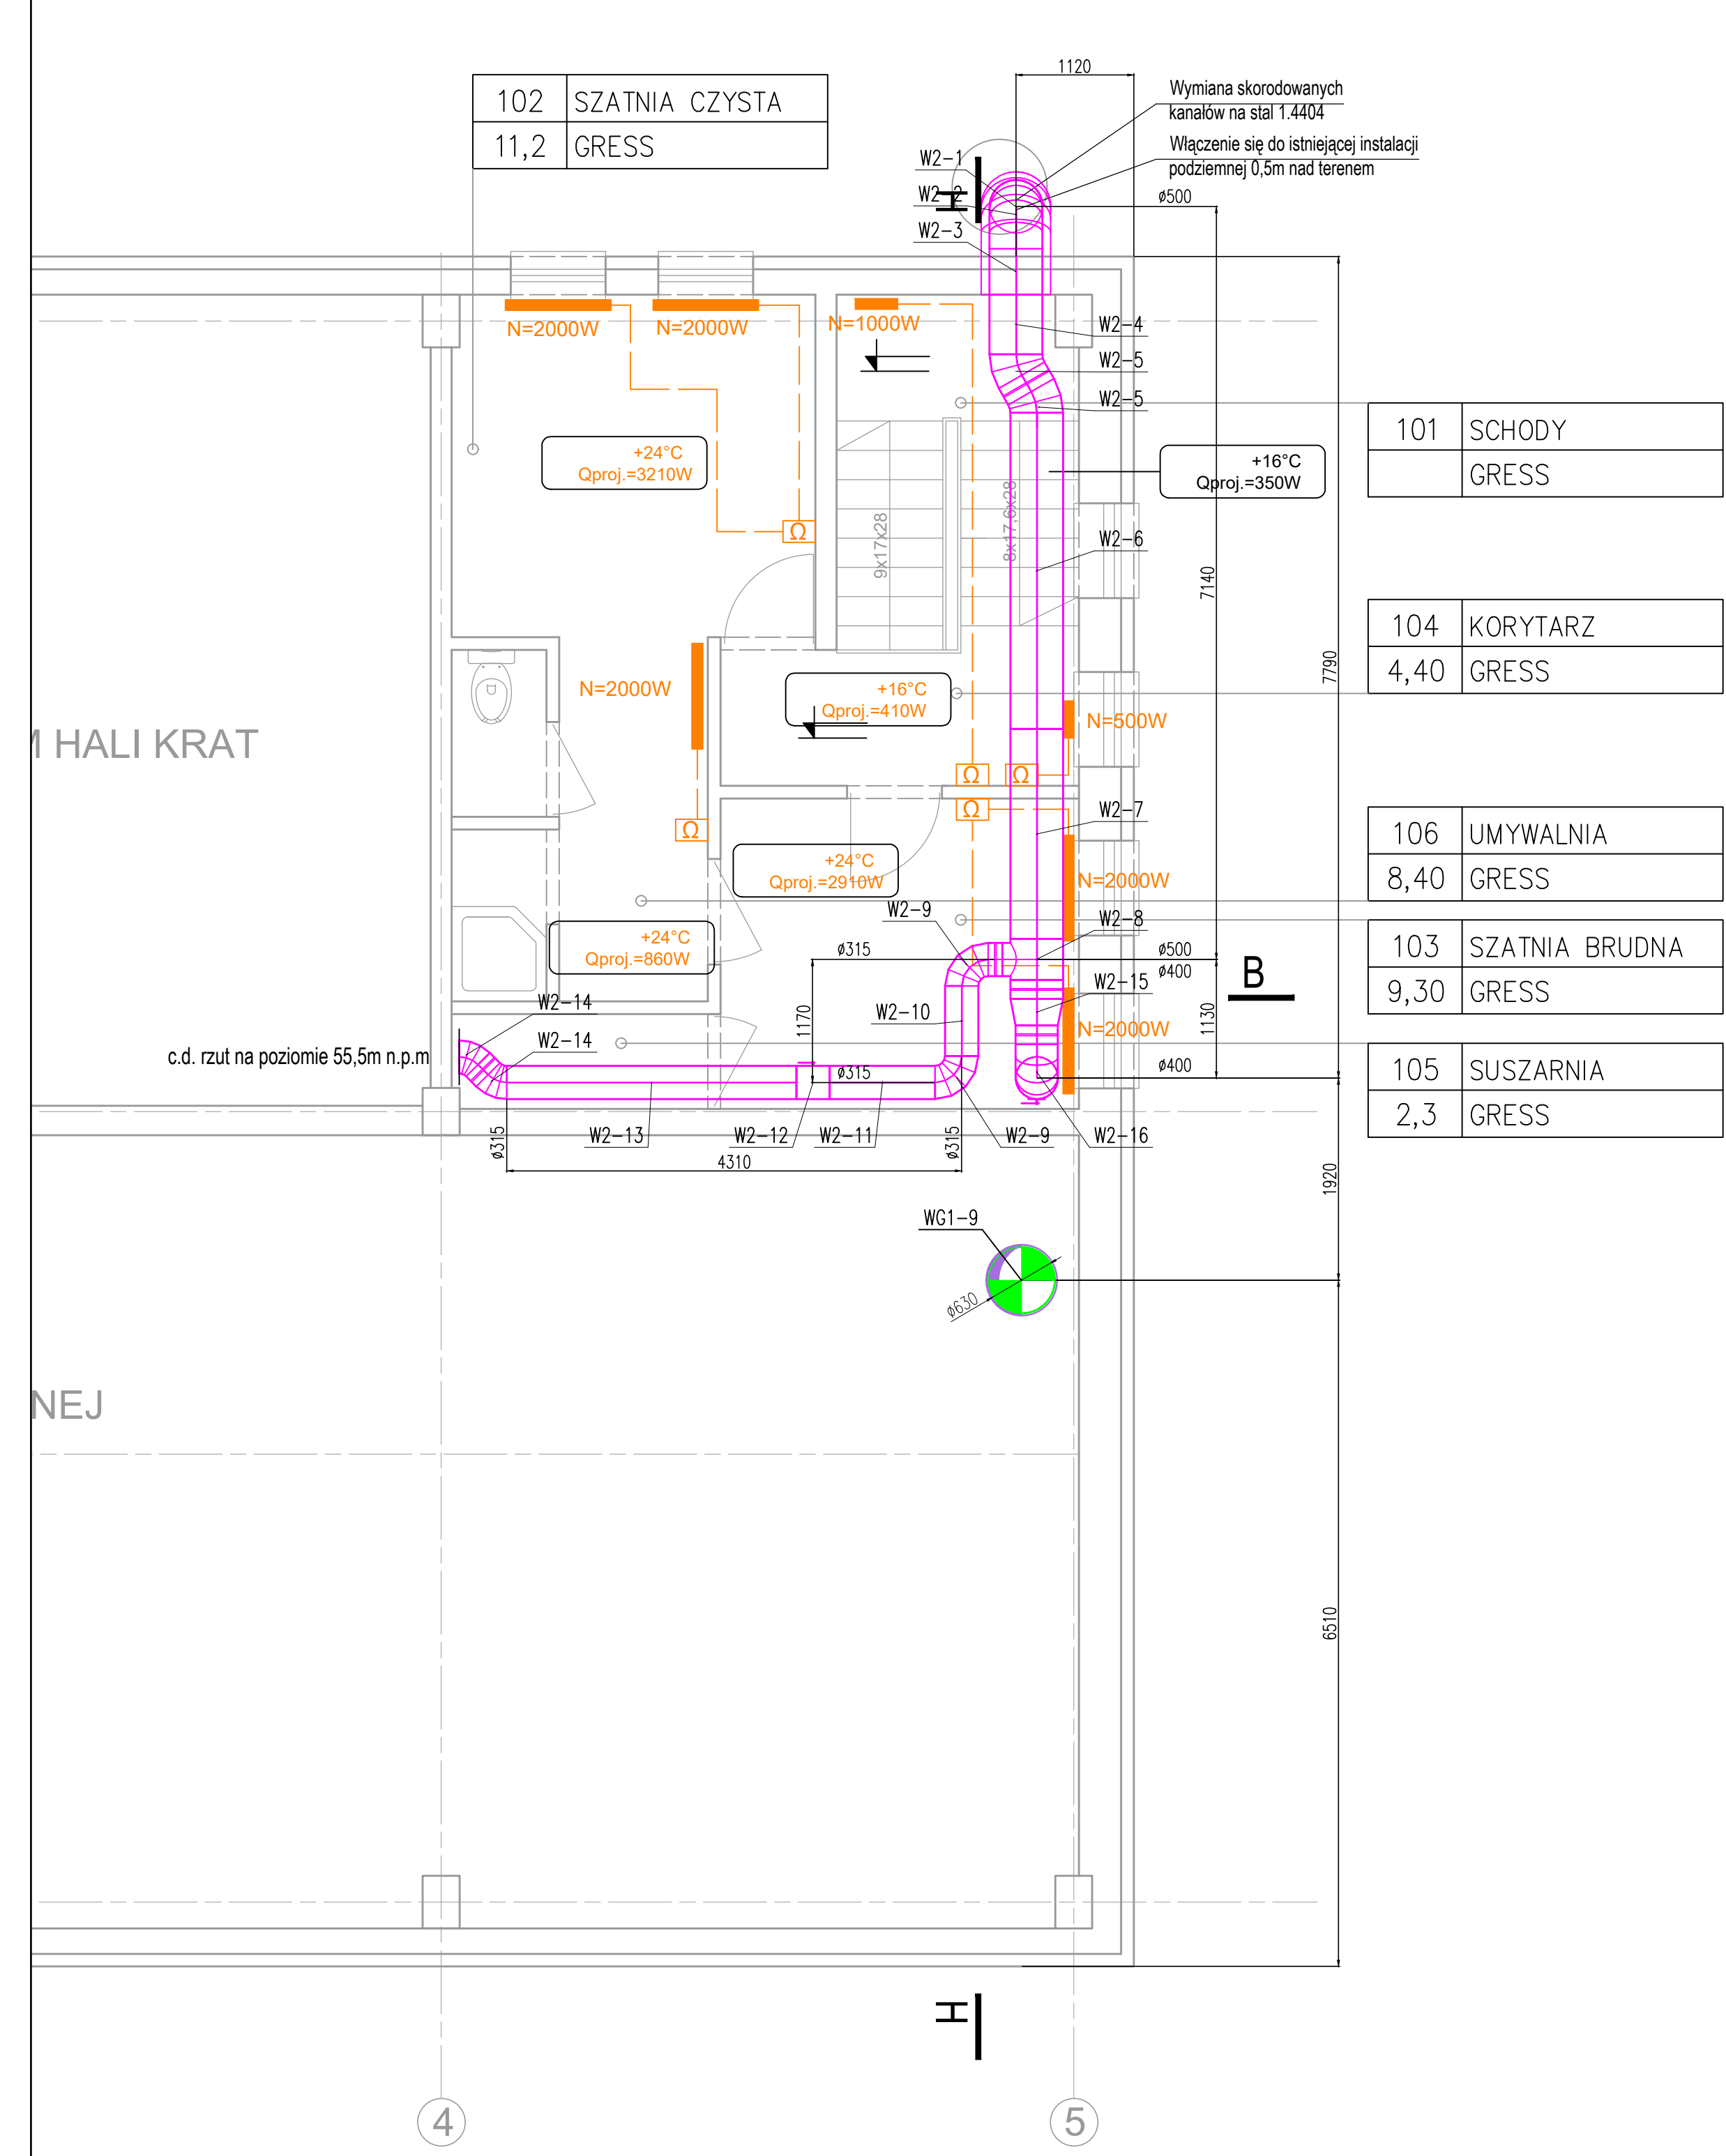 1120
Wymiana skorodowanych
kanałów na stal 1.4404
Włączenie się do istniejącej instalacji
podziemnej 0,5m nad terenem
102 SZATNIA CZYSTA
11,2 GRESS
W2-1
W2-2
H
W2-3
ø500
N=2000W
N=2000W
N=1000W
W2-4
W2-5
W2-5
101 SCHODY
GRESS
+24°C
Qproj.=3210W
+16°C
Qproj.=350W
Ω
9x17x28
8x17,6x28
W2-6
7140
7790
104 KORYTARZ
4,40 GRESS
N=2000W
+16°C
Qproj.=410W
N=500W
M HALI KRAT
Ω
Ω
Ω
Ω
W2-7
106 UMYWALNIA
8,40 GRESS
+24°C
Qproj.=2910W
N=2000W
W2-9
W2-8
103 SZATNIA BRUDNA
9,30 GRESS
+24°C
Qproj.=860W
ø315
ø500
ø400
B
W2-14
W2-10
1170
W2-15
1130
N=2000W
W2-14
c.d. rzut na poziomie 55,5m n.p.m
ø315
ø400
105 SUSZARNIA
2,3 GRESS
ø315
W2-13
W2-12
W2-11
ø315
W2-9
W2-16
4310
1920
WG1-9
ø630
NEJ
6510
H
4
5